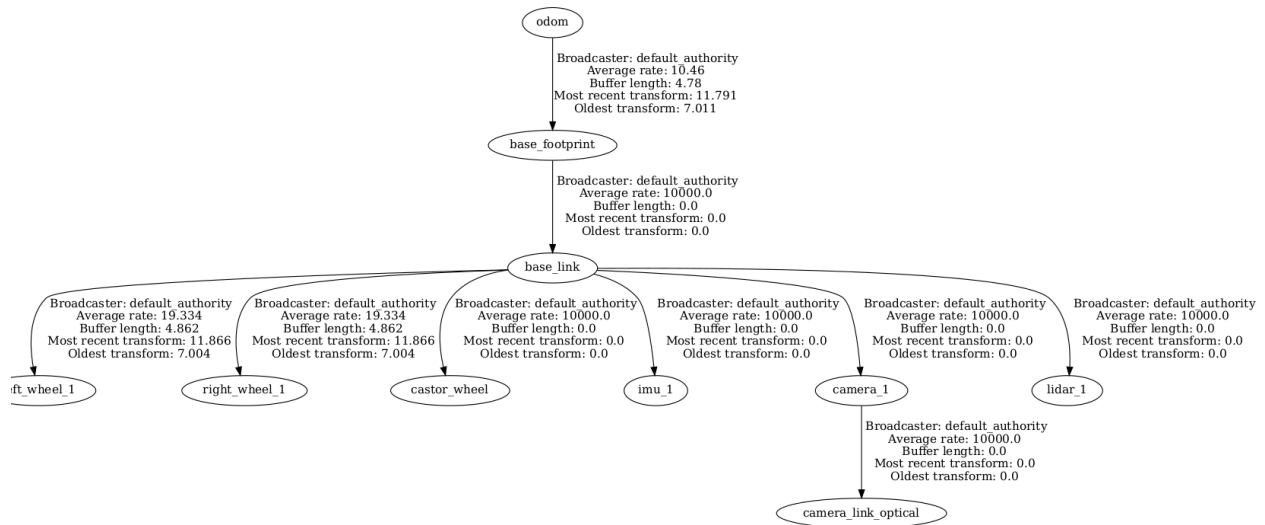 odom
Broadcaster: default_authority
Average rate: 10.46
Buffer length: 4.78
Most recent transform: 11.791
Oldest transform: 7.011
base_footprint
Broadcaster: default_authority
Average rate: 10000.0
Buffer length: 0.0
Most recent transform: 0.0
Oldest transform: 0.0
base_link
Broadcaster: default_authority
Average rate: 19.334
Buffer length: 4.862
Most recent transform: 11.866
Oldest transform: 7.004
Broadcaster: default_authority
Average rate: 19.334
Buffer length: 4.862
Most recent transform: 11.866
Oldest transform: 7.004
Broadcaster: default_authority
Average rate: 10000.0
Buffer length: 0.0
Most recent transform: 0.0
Oldest transform: 0.0
Broadcaster: default_authority
Average rate: 10000.0
Buffer length: 0.0
Most recent transform: 0.0
Oldest transform: 0.0
Broadcaster: default_authority
Average rate: 10000.0
Buffer length: 0.0
Most recent transform: 0.0
Oldest transform: 0.0
Broadcaster: default_authority
Average rate: 10000.0
Buffer length: 0.0
Most recent transform: 0.0
Oldest transform: 0.0
eft_wheel_1
right_wheel_1
castor_wheel
imu_1
camera_1
lidar_1
Broadcaster: default_authority
Average rate: 10000.0
Buffer length: 0.0
Most recent transform: 0.0
Oldest transform: 0.0
camera_link_optical